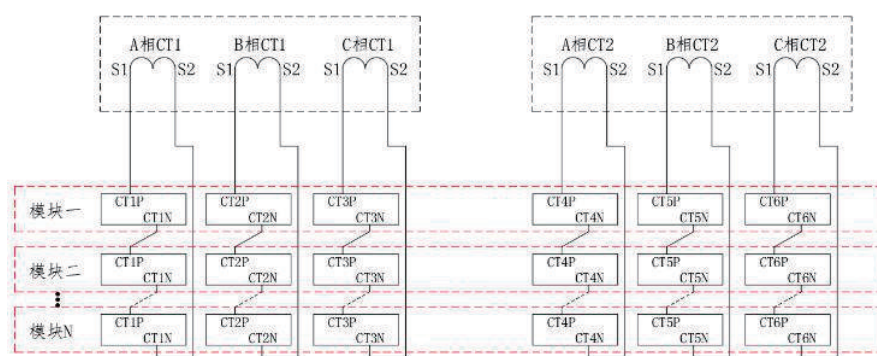 A相CT1 B相CT1 C相CT1 A相CT2 B相CT2 C相CT2
S1 S2 S1 S2 S1 S2 S1 S2 S1 S2 S1 S2
模块一 CT1P CT2P CT3P CT4P CT5P CT6P
CT1N CT2N CT3N CT4N CT5N CT6N
模块二 CT1P CT2P CT3P CT4P CT5P CT6P
CT1N CT2N CT3N CT4N CT5N CT6N
模块N CT1P CT2P CT3P CT4P CT5P CT6P
CT1N CT2N CT3N CT4N CT5N CT6N